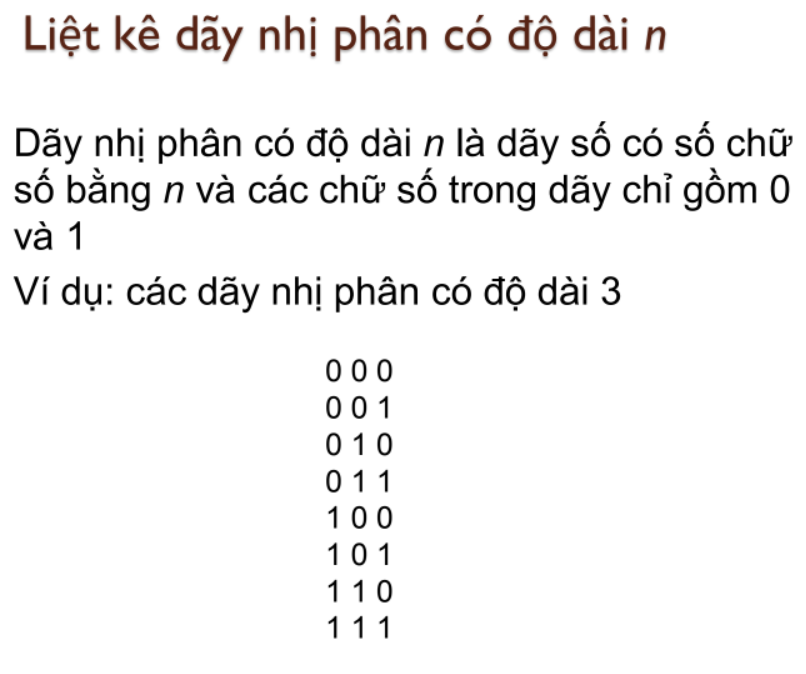 Liệt kê dãy nhị phân có độ dài n
Dãy nhị phân có độ dài n là dãy số có số chữ
số bằng n và các chữ số trong dãy chỉ gồm 0
và 1
Ví dụ: các dãy nhị phân có độ dài 3
0 0 0
0 0 1
0 1 0
0 1 1
1 0 0
1 0 1
1 1 0
1 1 1